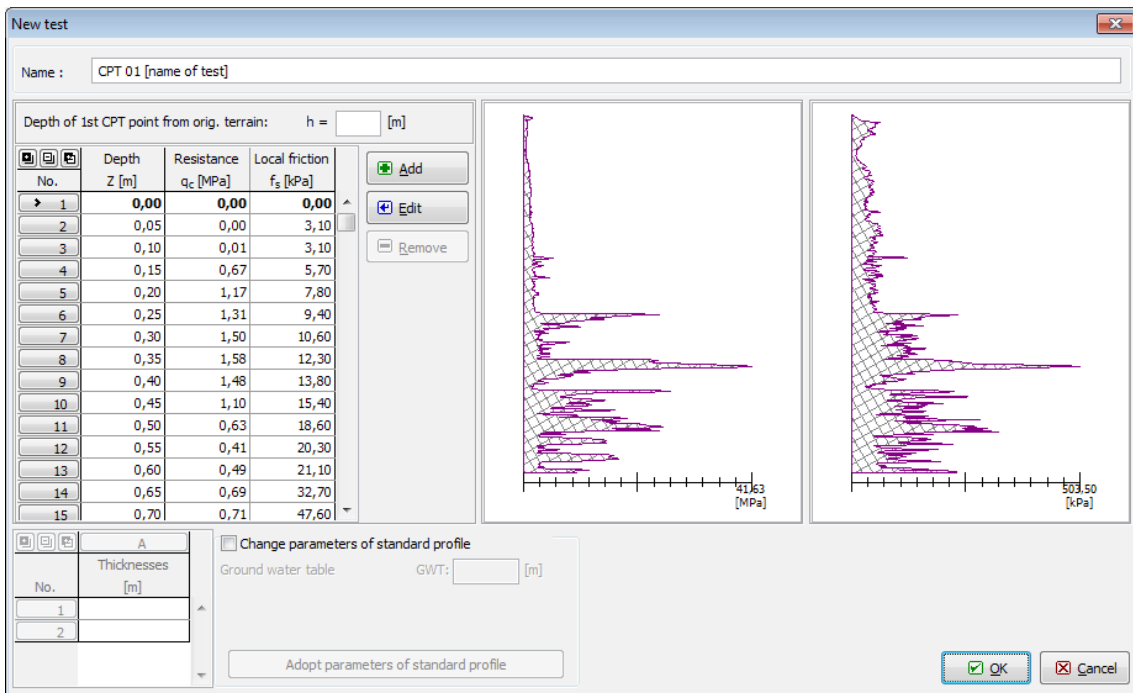 New test
Name : CPT 01 [name of test]
Depth of 1st CPT point from orig. terrain: h = [m]
No. Depth Z [m] Resistance qc [MPa] Local friction fs [kPa]
1 0,00 0,00 0,00
2 0,05 0,00 3,10
3 0,10 0,01 3,10
4 0,15 0,67 5,70
5 0,20 1,17 7,80
6 0,25 1,31 9,40
7 0,30 1,50 10,60
8 0,35 1,58 12,30
9 0,40 1,48 13,80
10 0,45 1,10 15,40
11 0,50 0,63 18,60
12 0,55 0,41 20,30
13 0,60 0,49 21,10
14 0,65 0,69 32,70
15 0,70 0,71 47,60
Add
Edit
Remove
41,63
[MPa]
503,50
[kPa]
A
Thicknesses
No. [m]
1
2
Change parameters of standard profile
Ground water table GWT: [m]
Adopt parameters of standard profile
OK
Cancel